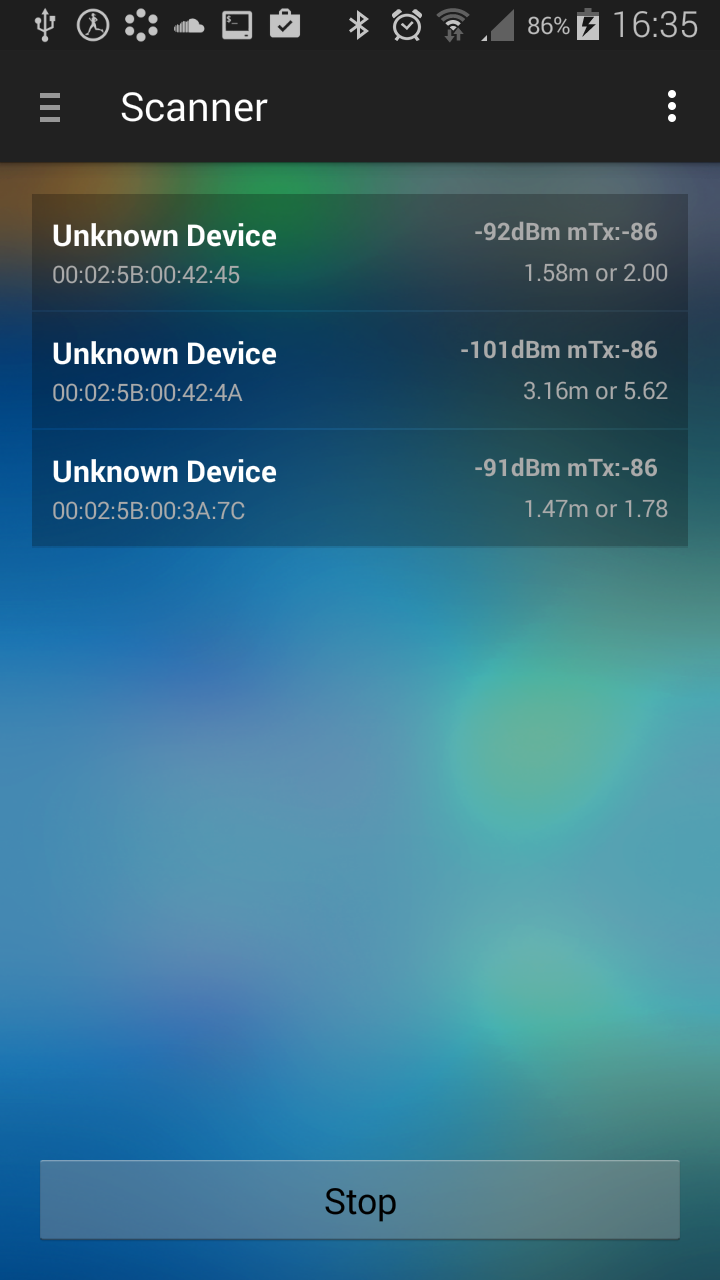 86% 16:35
Scanner
Unknown Device -92dBm mTx:-86
00:02:5B:00:42:45 1.58m or 2.00
Unknown Device -101dBm mTx:-86
00:02:5B:00:42:4A 3.16m or 5.62
Unknown Device -91dBm mTx:-86
00:02:5B:00:3A:7C 1.47m or 1.78
Stop